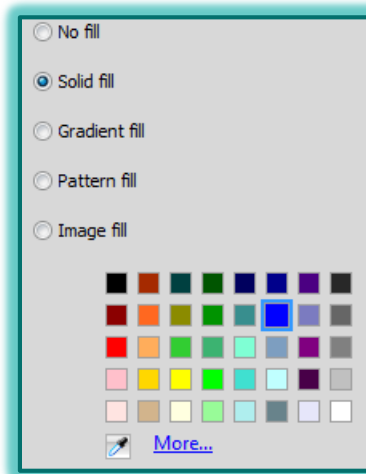 No fill
Solid fill
Gradient fill
Pattern fill
Image fill
More...